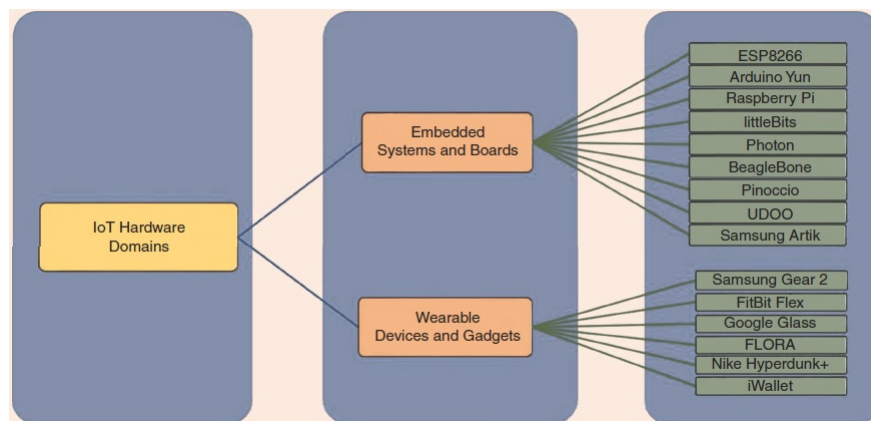 IoT Hardware
Domains
Embedded
Systems and Boards
Wearable
Devices and Gadgets
ESP8266
Arduino Yun
Raspberry Pi
littleBits
Photon
BeagleBone
Pinoccio
UDOO
Samsung Artik
Samsung Gear 2
FitBit Flex
Google Glass
FLORA
Nike Hyperdunk+
iWallet